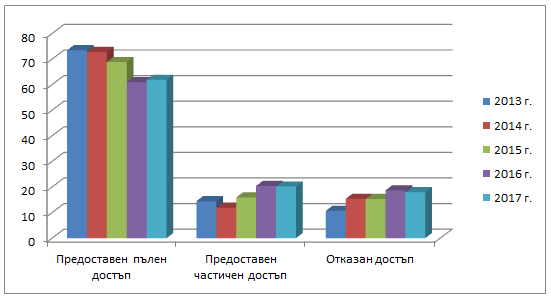 80
70
60
50
40
30
20
10
0
Предоставен пълен
достъп
Предоставен
частичен достъп
Отказан достъп
2013 г.
2014 г.
2015 г.
2016 г.
2017 г.